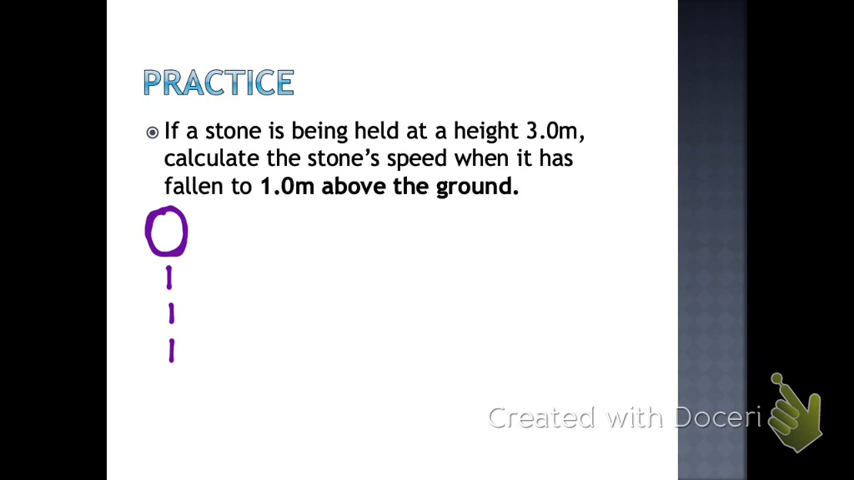 PRACTICE
If a stone is being held at a height 3.0m,
calculate the stone's speed when it has
fallen to 1.0m above the ground.
Created with Doceri